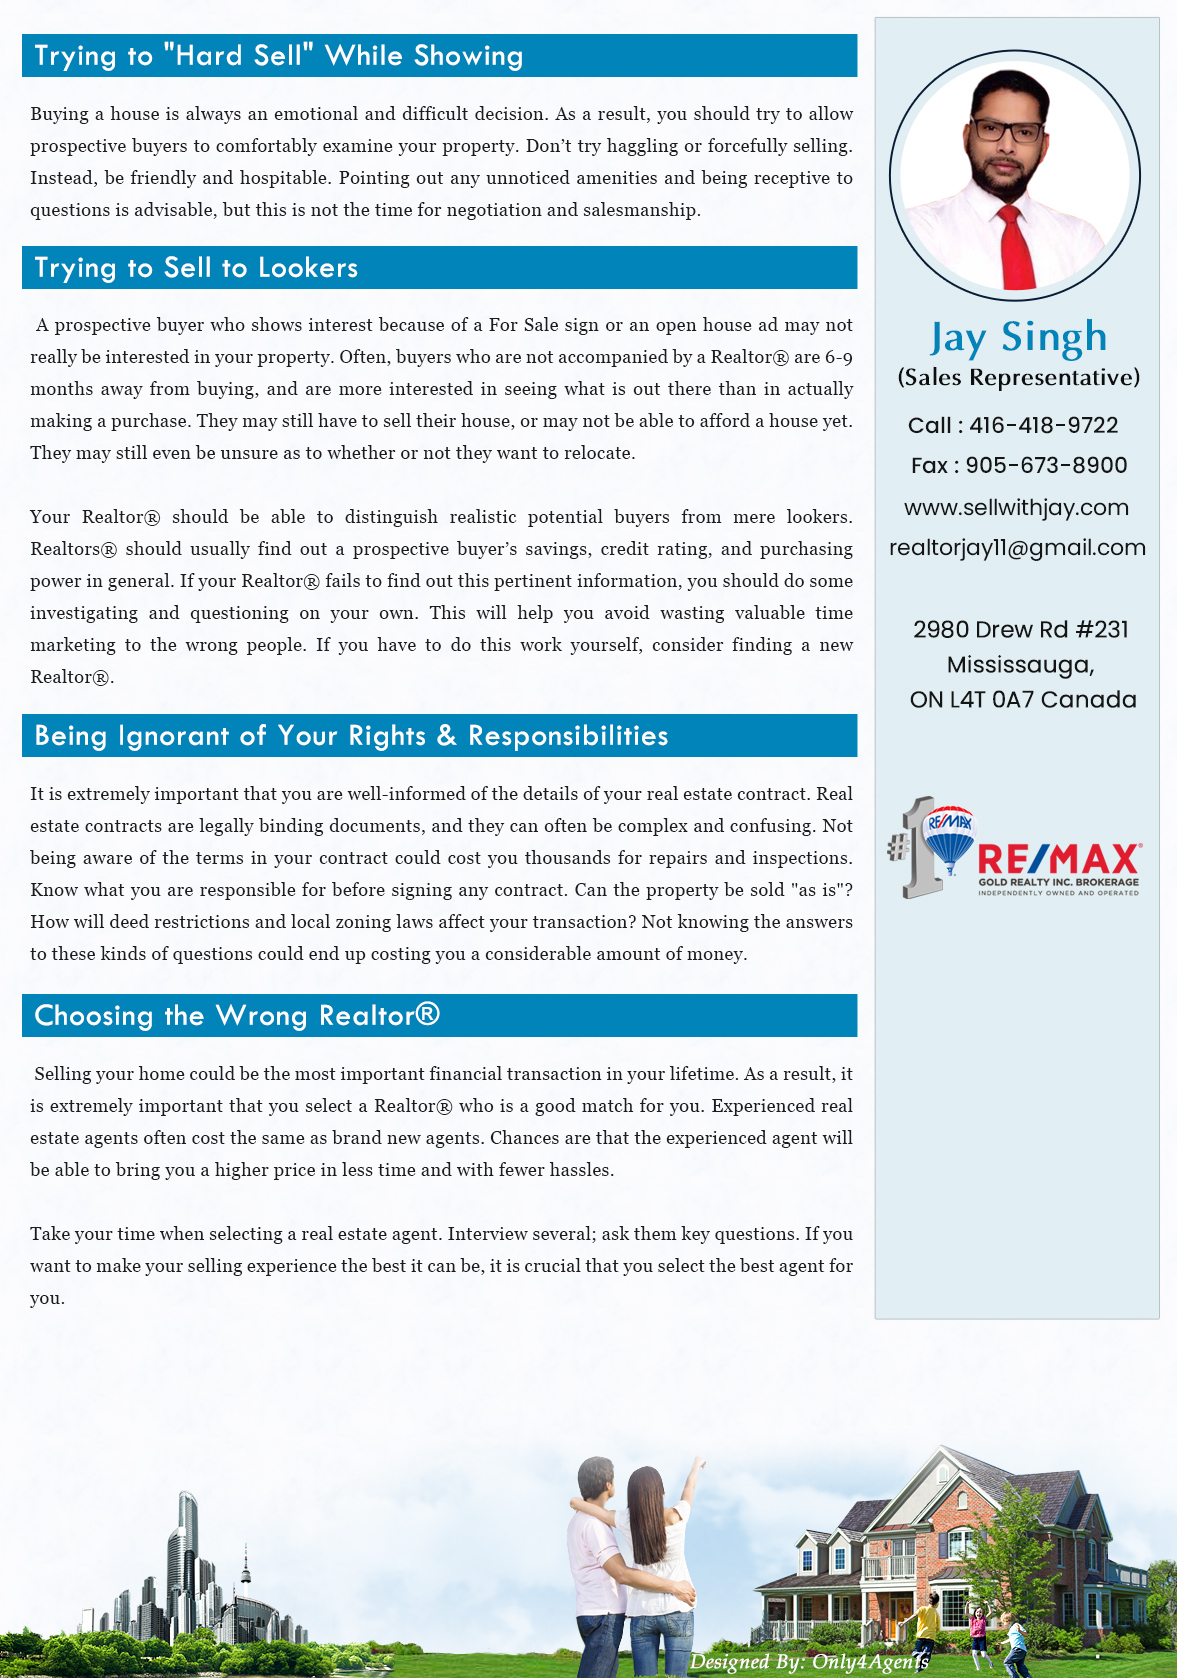 Trying to "Hard Sell" While Showing
Buying a house is always an emotional and difficult decision. As a result, you should try to allow
prospective buyers to comfortably examine your property. Don’t try haggling or forcefully selling.
Instead, be friendly and hospitable. Pointing out any unnoticed amenities and being receptive to
questions is advisable, but this is not the time for negotiation and salesmanship.
Trying to Sell to Lookers
A prospective buyer who shows interest because of a For Sale sign or an open house ad may not
really be interested in your property. Often, buyers who are not accompanied by a Realtor® are 6-9
months away from buying, and are more interested in seeing what is out there than in actually
making a purchase. They may still have to sell their house, or may not be able to afford a house yet.
They may still even be unsure as to whether or not they want to relocate.
Your Realtor® should be able to distinguish realistic potential buyers from mere lookers.
Realtors® should usually find out a prospective buyer’s savings, credit rating, and purchasing
power in general. If your Realtor® fails to find out this pertinent information, you should do some
investigating and questioning on your own. This will help you avoid wasting valuable time
marketing to the wrong people. If you have to do this work yourself, consider finding a new
Realtor®.
Being Ignorant of Your Rights & Responsibilities
It is extremely important that you are well-informed of the details of your real estate contract. Real
estate contracts are legally binding documents, and they can often be complex and confusing. Not
being aware of the terms in your contract could cost you thousands for repairs and inspections.
Know what you are responsible for before signing any contract. Can the property be sold "as is"?
How will deed restrictions and local zoning laws affect your transaction? Not knowing the answers
to these kinds of questions could end up costing you a considerable amount of money.
Choosing the Wrong Realtor®
Selling your home could be the most important financial transaction in your lifetime. As a result, it
is extremely important that you select a Realtor® who is a good match for you. Experienced real
estate agents often cost the same as brand new agents. Chances are that the experienced agent will
be able to bring you a higher price in less time and with fewer hassles.
Take your time when selecting a real estate agent. Interview several; ask them key questions. If you
want to make your selling experience the best it can be, it is crucial that you select the best agent for
you.
Jay Singh
(Sales Representative)
Call : 416-418-9722
Fax : 905-673-8900
www.sellwithjay.com
realtorjay11@gmail.com
2980 Drew Rd #231
Mississauga,
ON L4T 0A7 Canada
#1
RE/MAX
RE/MAX®
GOLD REALTY INC. BROKERAGE
INDEPENDENTLY OWNED AND OPERATED
Designed By: Only4Agents